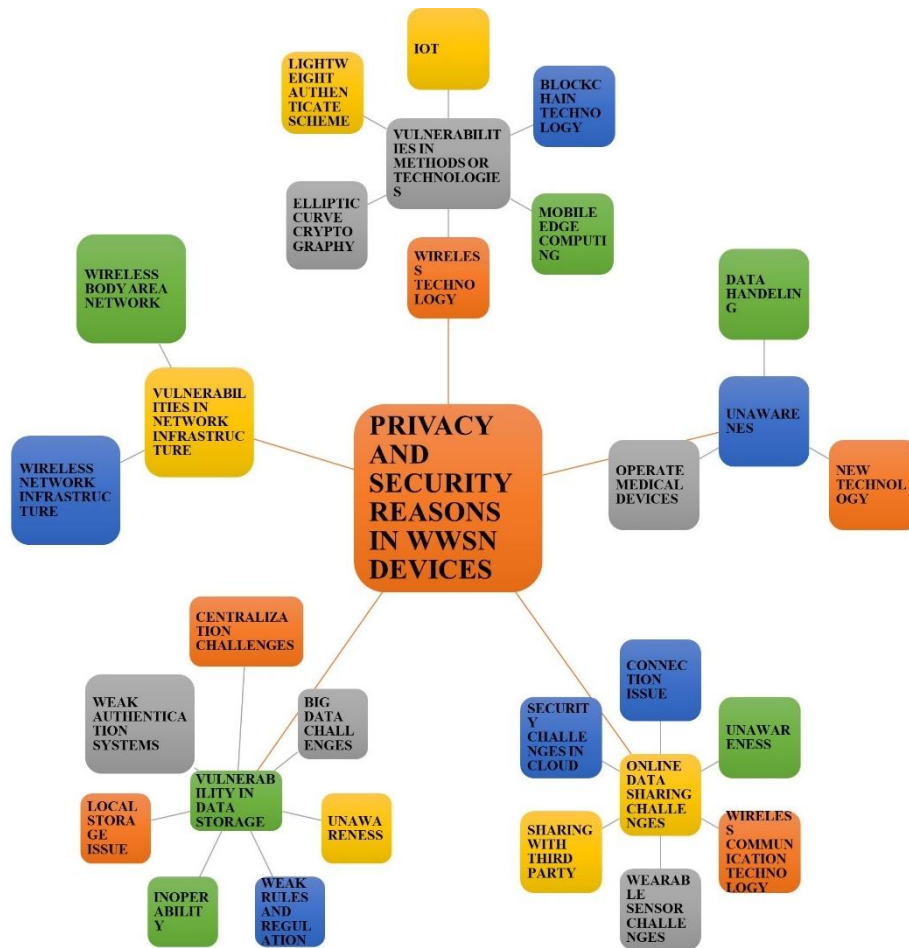 IOT
LIGHTW
EIGHT
AUTHEN
TICATE
SCHEME
BLOCKC
HAIN
TECHNO
LOGY
VULNERABILIT
IES IN
METHODS OR
TECHNOLOGIE
S
ELLIPTIC
CURVE
CRYPTO
GRAPHY
MOBILE
EDGE
COMPUTI
NG
WIRELES
S
TECHNO
LOGY
WIRELESS
BODY AREA
NETWORK
VULNERABIL
ITIES IN
NETWORK
INFRASTRUC
TURE
WIRELESS
NETWORK
INFRASTRUC
TURE
DATA
HANDELIN
G
UNAWARE
NES
OPERATE
MEDICAL
DEVICES
NEW
TECHNOL
OGY
PRIVACY
AND
SECURITY
REASONS
IN WWSN
DEVICES
CENTRALIZA
TION
CHALLENGES
WEAK
AUTHENTICA
TION
SYSTEMS
BIG
DATA
CHALL
ENGES
VULNERAB
ILITY IN
DATA
STORAGE
LOCAL
STORA
GE
ISSUE
UNAWA
RENESS
INOPER
ABILI
TY
WEAK
RULES
AND
REGUL
ATION
CONNEC
TION
ISSUE
SECURIT
Y
CHALLE
NGES IN
CLOUD
UNAWAR
ENESS
ONLINE
DATA
SHARING
CHALLE
NGES
SHARING
WITH
THIRD
PARTY
WIRELES
S
COMMUN
ICATION
TECHNO
LOGY
WEARAB
LE
SENSOR
CHALLE
NGES